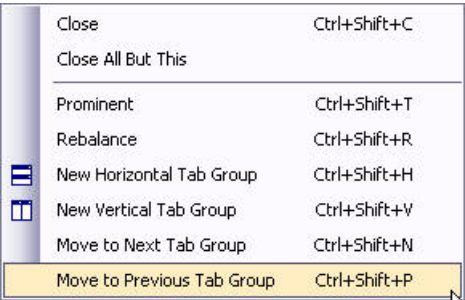 Close Ctrl+Shift+C
Close All But This
Prominent Ctrl+Shift+T
Rebalance Ctrl+Shift+R
New Horizontal Tab Group Ctrl+Shift+H
New Vertical Tab Group Ctrl+Shift+V
Move to Next Tab Group Ctrl+Shift+N
Move to Previous Tab Group Ctrl+Shift+P